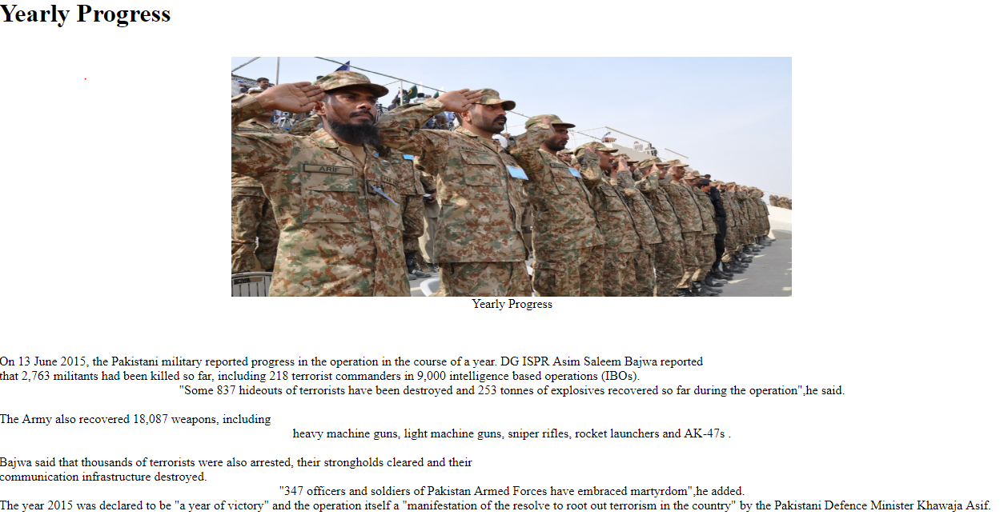 Yearly Progress
ARIF
Yearly Progress
On 13 June 2015, the Pakistani military reported progress in the operation in the course of a year. DG ISPR Asim Saleem Bajwa reported
that 2,763 militants had been killed so far, including 218 terrorist commanders in 9,000 intelligence based operations (IBOs).
"Some 837 hideouts of terrorists have been destroyed and 253 tonnes of explosives recovered so far during the operation",he said.
The Army also recovered 18,087 weapons, including
heavy machine guns, light machine guns, sniper rifles, rocket launchers and AK-47s .
Bajwa said that thousands of terrorists were also arrested, their strongholds cleared and their
communication infrastructure destroyed.
"347 officers and soldiers of Pakistan Armed Forces have embraced martyrdom",he added.
The year 2015 was declared to be "a year of victory" and the operation itself a "manifestation of the resolve to root out terrorism in the country" by the Pakistani Defence Minister Khawaja Asif.